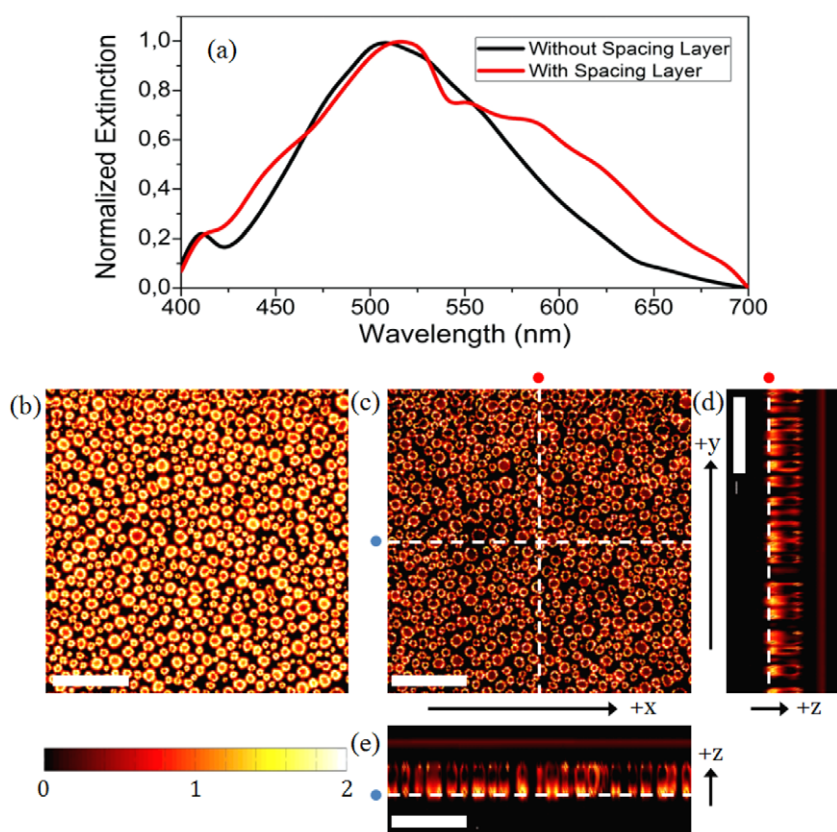 (a)
Without Spacing Layer
With Spacing Layer
Normalized Extinction
1,0
0,8
0,6
0,4
0,2
0,0
400 450 500 550 600 650 700
Wavelength (nm)
(b)
(c)
(d)
+y
+x
+z
(e)
+z
0 1 2